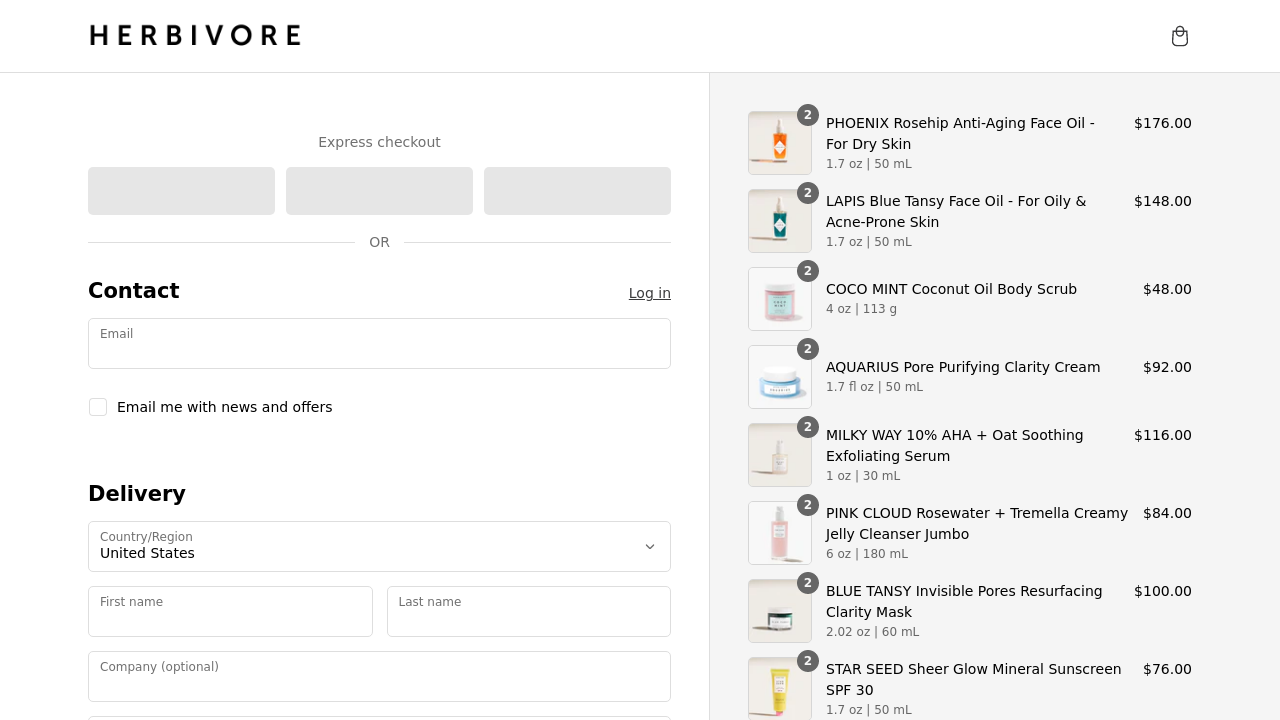 HERBIVORE
Express checkout
OR
Contact
Log in
Email
Email me with news and offers
Delivery
Country/Region
United States
First name
Last name
Company (optional)
2
PHOENIX Rosehip Anti-Aging Face Oil -
For Dry Skin
1.7 oz | 50 mL
$176.00
2
LAPIS Blue Tansy Face Oil - For Oily &
Acne-Prone Skin
1.7 oz | 50 mL
$148.00
2
COCO MINT Coconut Oil Body Scrub
4 oz | 113 g
$48.00
2
AQUARIUS Pore Purifying Clarity Cream
1.7 fl oz | 50 mL
$92.00
2
MILKY WAY 10% AHA + Oat Soothing
Exfoliating Serum
1 oz | 30 mL
$116.00
2
PINK CLOUD Rosewater + Tremella Creamy
Jelly Cleanser Jumbo
6 oz | 180 mL
$84.00
2
BLUE TANSY Invisible Pores Resurfacing
Clarity Mask
2.02 oz | 60 mL
$100.00
2
STAR SEED Sheer Glow Mineral Sunscreen
SPF 30
1.7 oz | 50 mL
$76.00